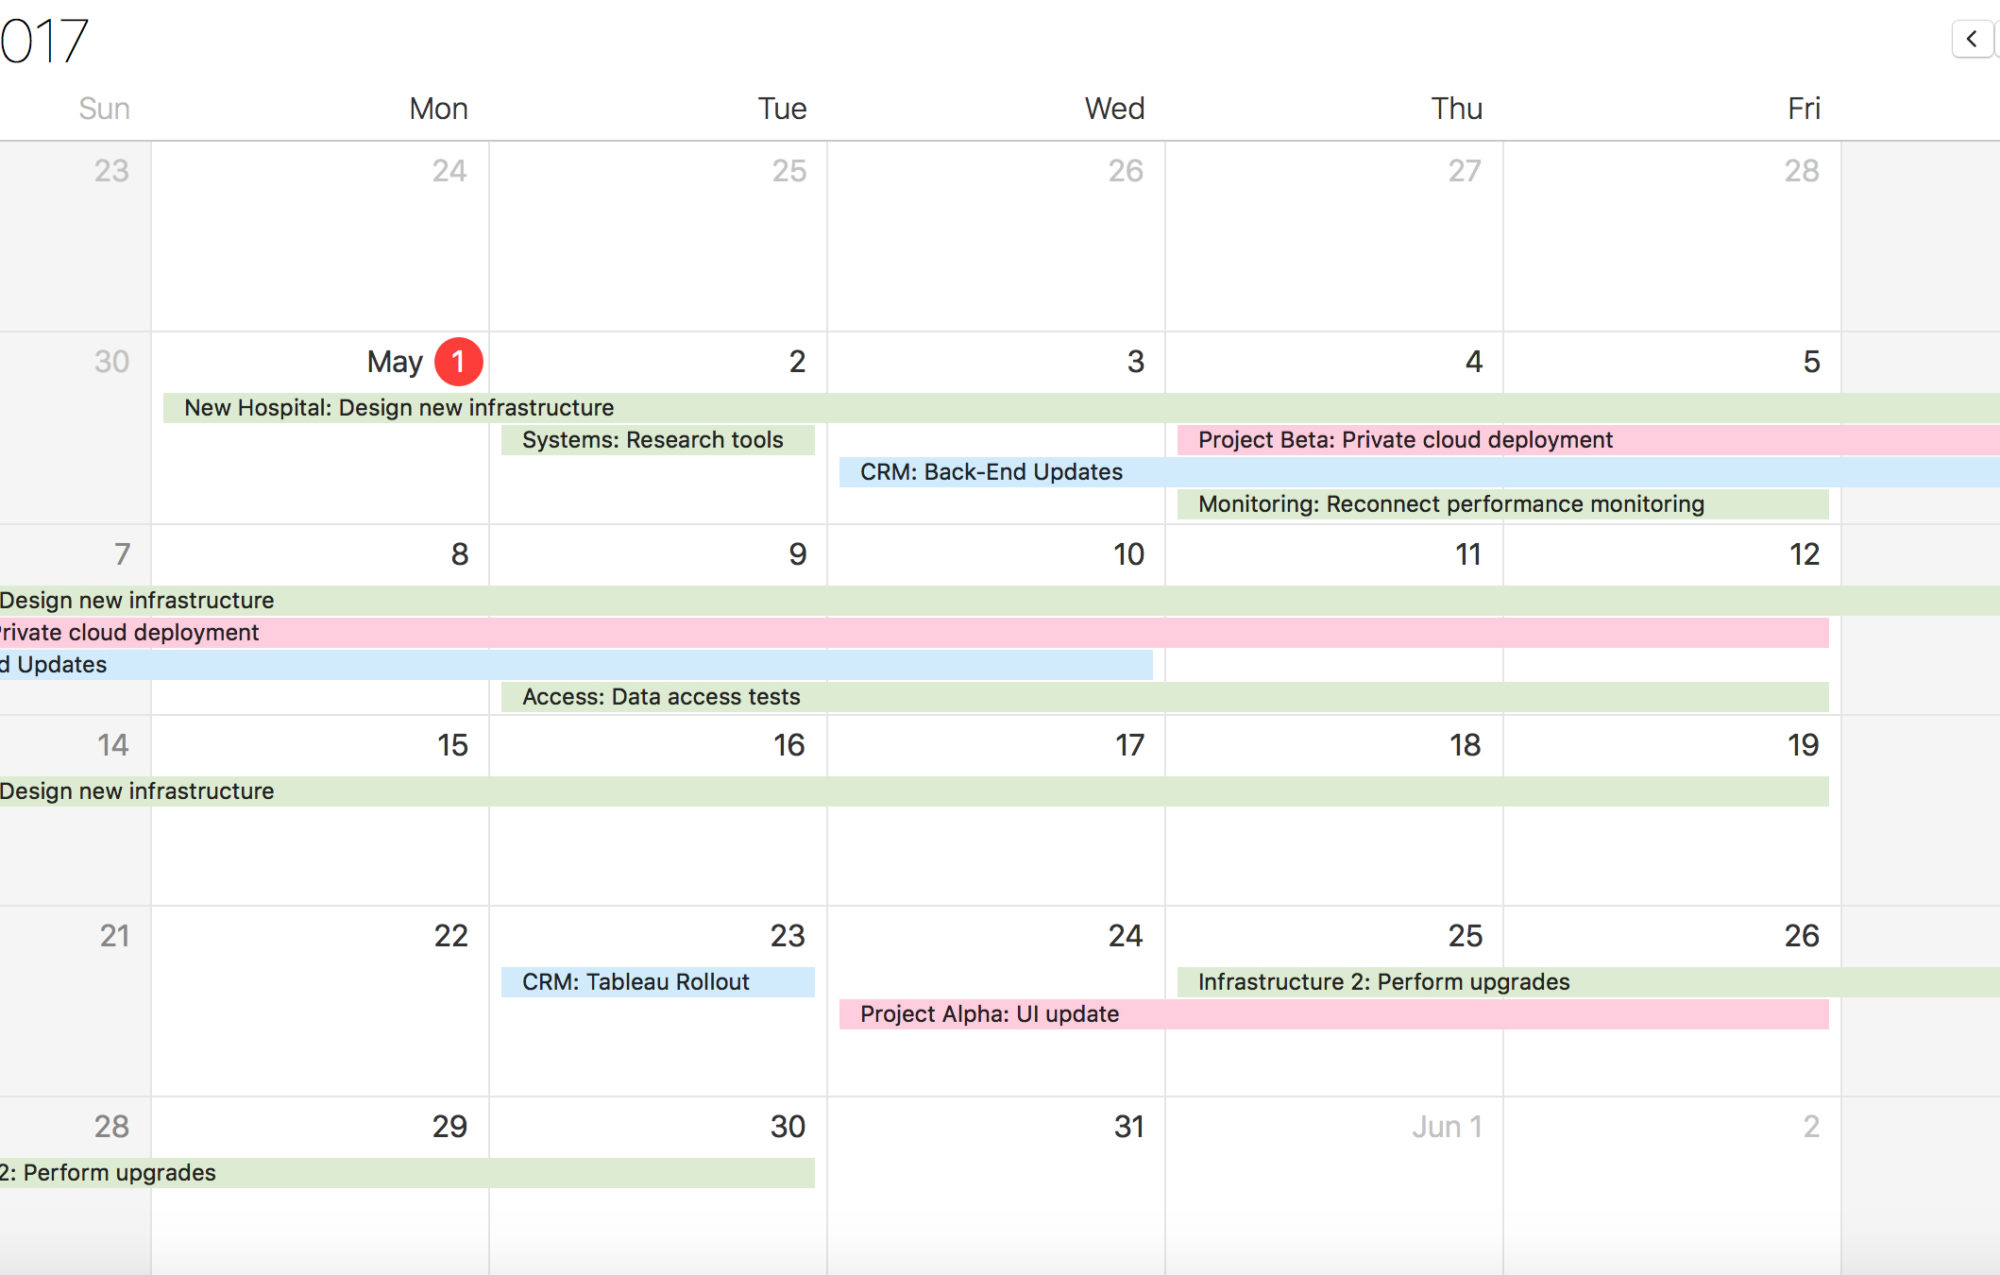 017
Sun Mon Tue Wed Thu Fri
23 24 25 26 27 28
30 May 1 2 3 4 5
New Hospital: Design new infrastructure
Systems: Research tools Project Beta: Private cloud deployment
CRM: Back-End Updates
Monitoring: Reconnect performance monitoring
7 8 9 10 11 12
Design new infrastructure
Private cloud deployment
d Updates
Access: Data access tests
14 15 16 17 18 19
Design new infrastructure
21 22 23 24 25 26
CRM: Tableau Rollout Infrastructure 2: Perform upgrades
Project Alpha: UI update
28 29 30 31 Jun 1 2
2: Perform upgrades